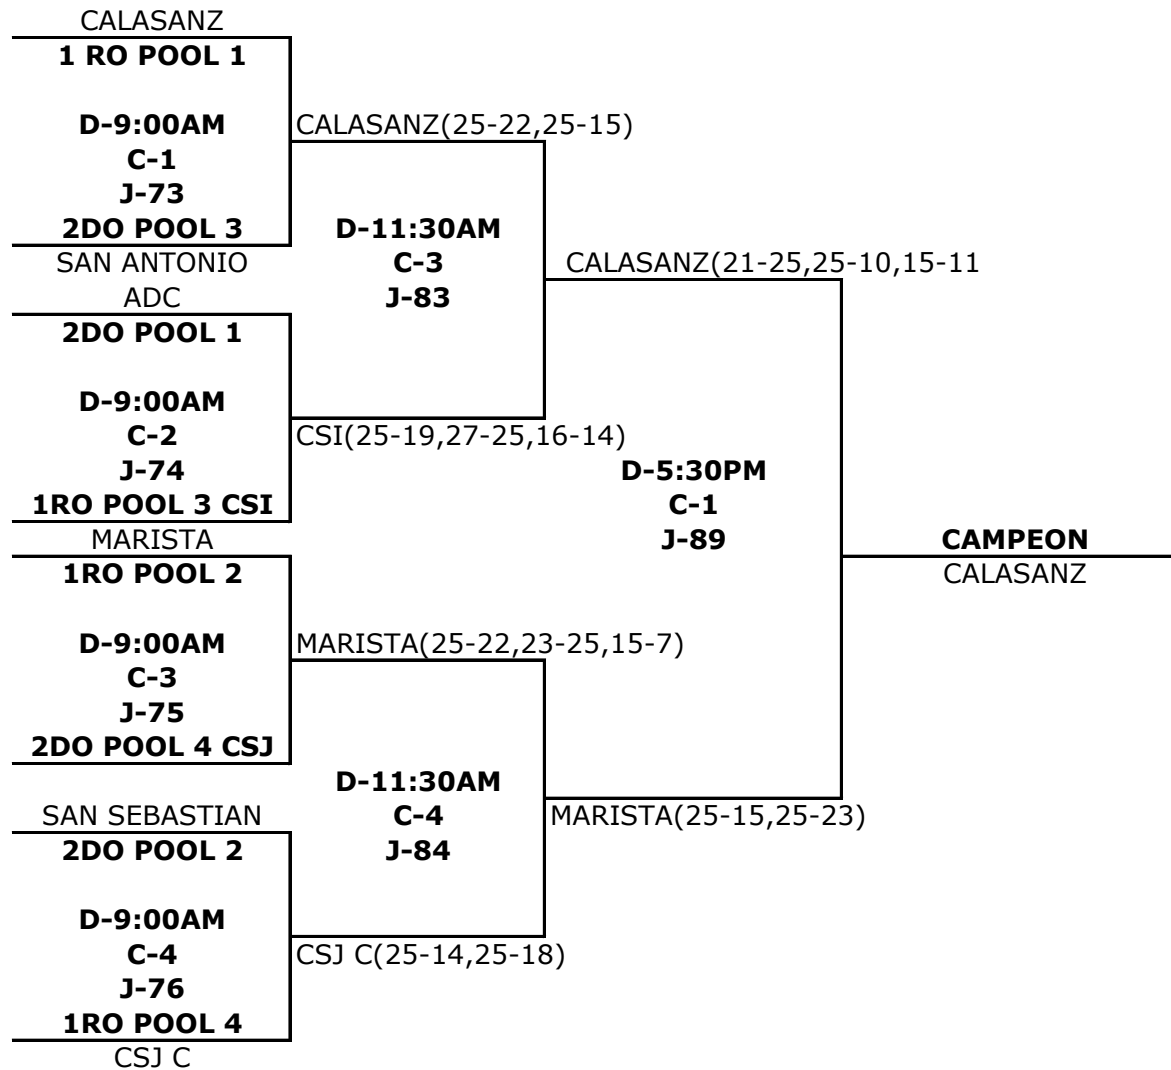 CALASANZ
1 RO POOL 1
D-9:00AM
C-1
J-73
2DO POOL 3
SAN ANTONIO
ADC
2DO POOL 1
D-9:00AM
C-2
J-74
1RO POOL 3 CSI
MARISTA
1RO POOL 2
D-9:00AM
C-3
J-75
2DO POOL 4 CSJ
SAN SEBASTIAN
2DO POOL 2
D-9:00AM
C-4
J-76
1RO POOL 4
CSJ C
CALASANZ(25-22,25-15)
D-11:30AM
C-3
J-83
CSI(25-19,27-25,16-14)
MARISTA(25-22,23-25,15-7)
D-11:30AM
C-4
J-84
CSJ C(25-14,25-18)
CALASANZ(21-25,25-10,15-11
D-5:30PM
C-1
J-89
MARISTA(25-15,25-23)
CAMPEON
CALASANZ